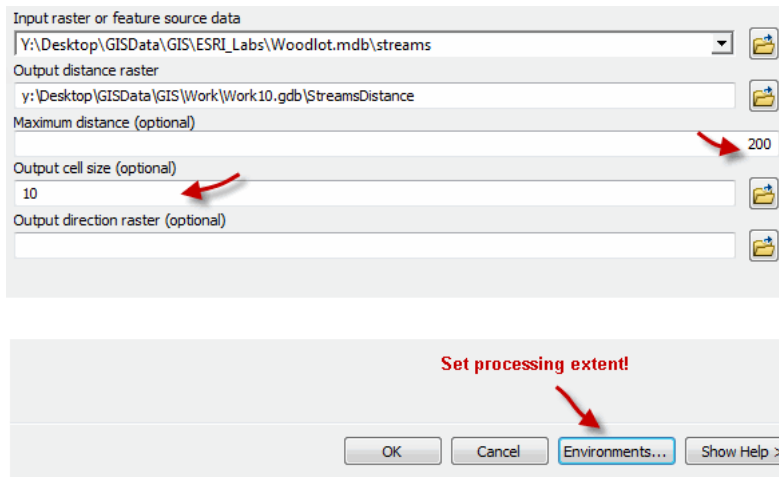 Input raster or feature source data
Y:\Desktop\GISData\GIS\ESRI_Labs\Woodlot.mdb\streams
Output distance raster
y:\Desktop\GISData\GIS\Work\Work10.gdb\StreamsDistance
Maximum distance (optional)
200
Output cell size (optional)
10
Output direction raster (optional)
Set processing extent!
OK Cancel Environments... Show Help >